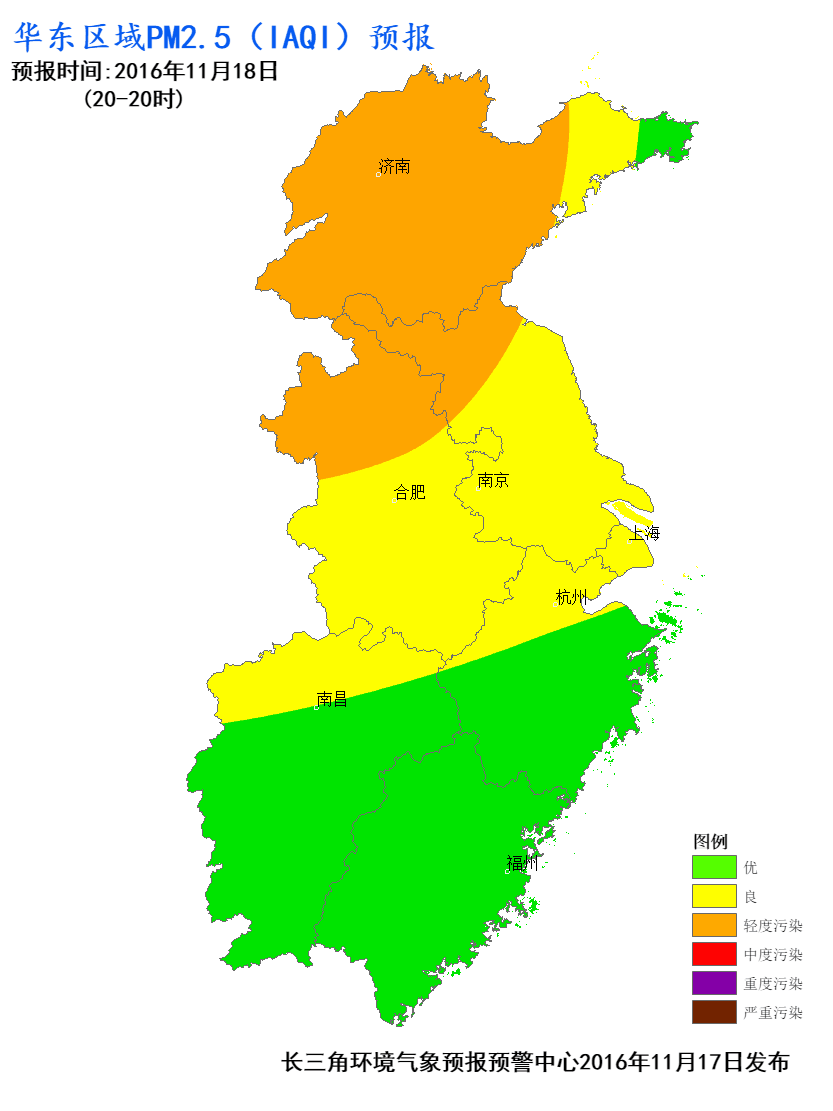 华东区域PM2.5（IAQI）预报
预报时间:2016年11月18日
(20-20时)
济南
南京
合肥
上海
杭州
南昌
福州
图例
优
良
轻度污染
中度污染
重度污染
严重污染
长三角环境气象预报预警中心2016年11月17日发布